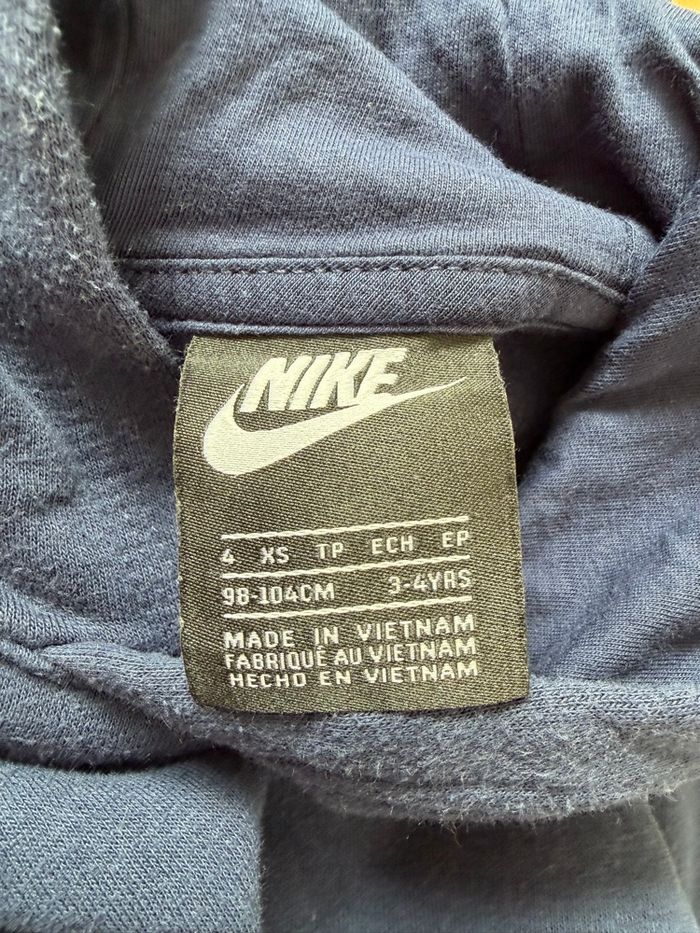 NIKE
4 XS TP ECH EP
98-104CM 3-4YRS
MADE IN VIETNAM
FABRIQUÉ AU VIETNAM
HECHO EN VIETNAM